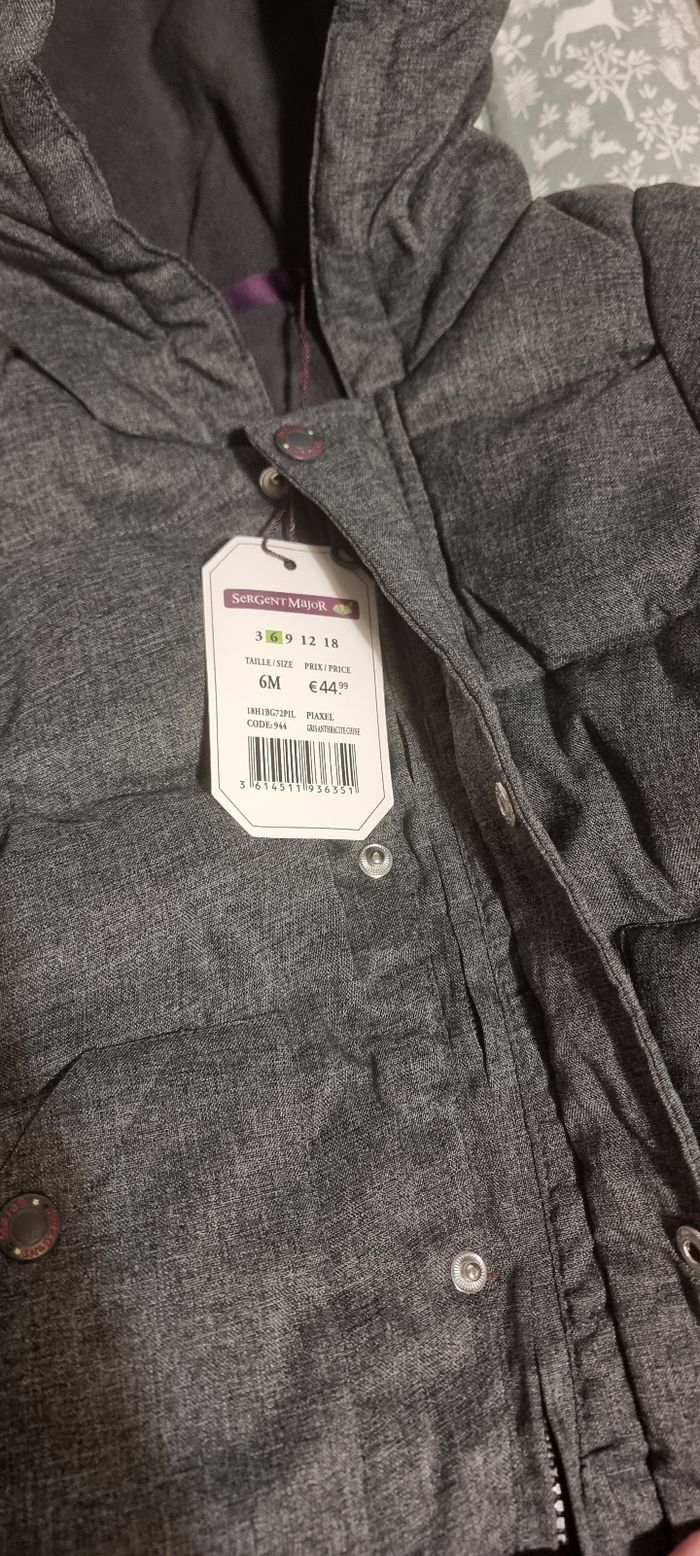 SERGENT MAJOR
3 6 9 12 18
TAILLE / SIZE PRIX / PRICE
6M €44.99
18H1BG72PIL PIAXEL
CODE: 944 GRIS ANTHRACITE CHINE
3 614511 936351